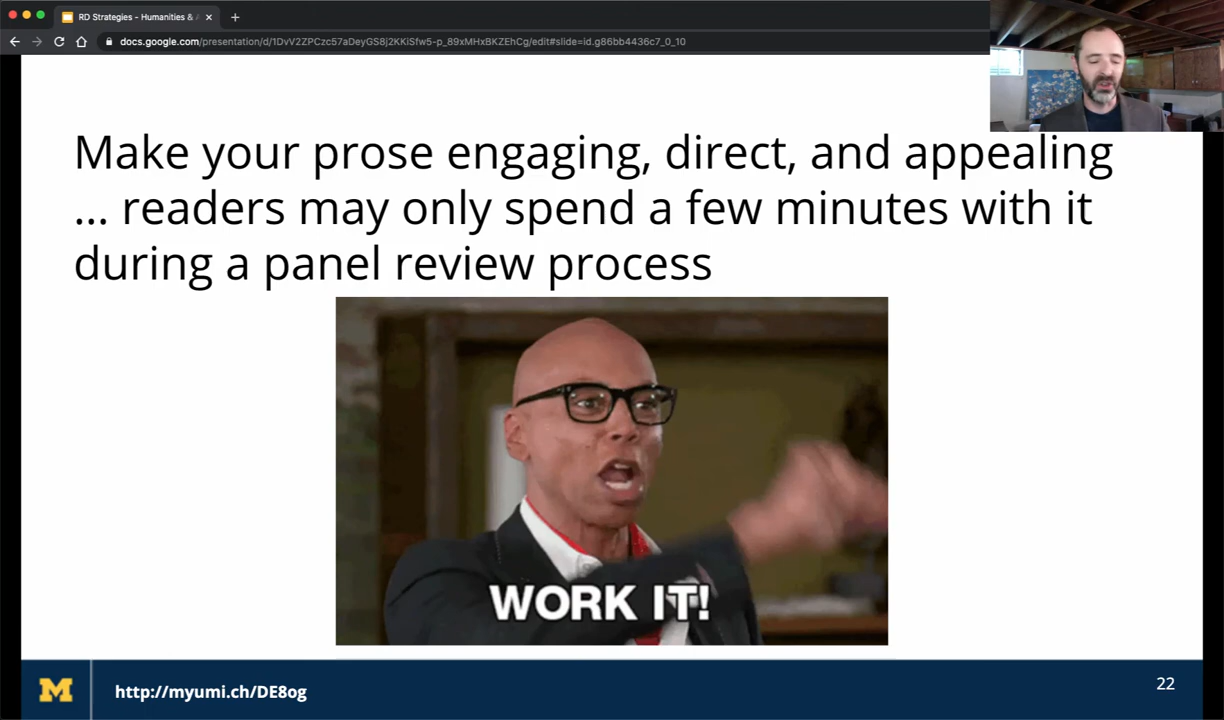 RD Strategies - Humanities & A
docs.google.com/presentation/d/1DvV2ZPCzc57aDeyGS8j2KKiSfw5-p_89xMHxBKZEhCg/edit#slide=id.g86bb4436c7_0_10
Make your prose engaging, direct, and appealing
... readers may only spend a few minutes with it
during a panel review process
WORK IT!
M
http://myumi.ch/DE8og
22